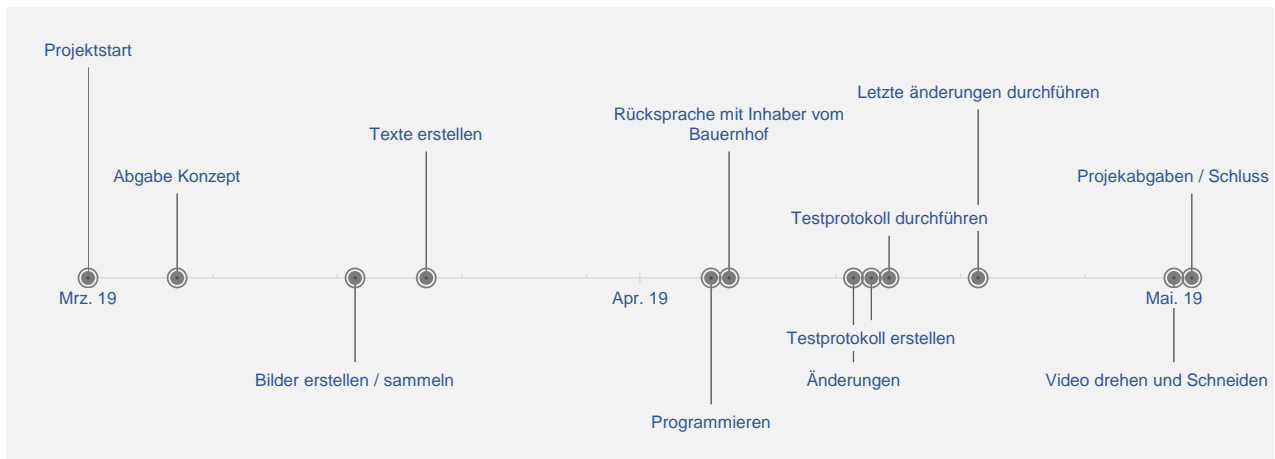 Projektstart
Letzte änderungen durchführen
Rücksprache mit Inhaber vom
Bauernhof
Texte erstellen
Abgabe Konzept
Projekabgaben / Schluss
Testprotokoll durchführen
Mrz. 19
Apr. 19
Mai. 19
Testprotokoll erstellen
Bilder erstellen / sammeln
Änderungen
Video drehen und Schneiden
Programmieren